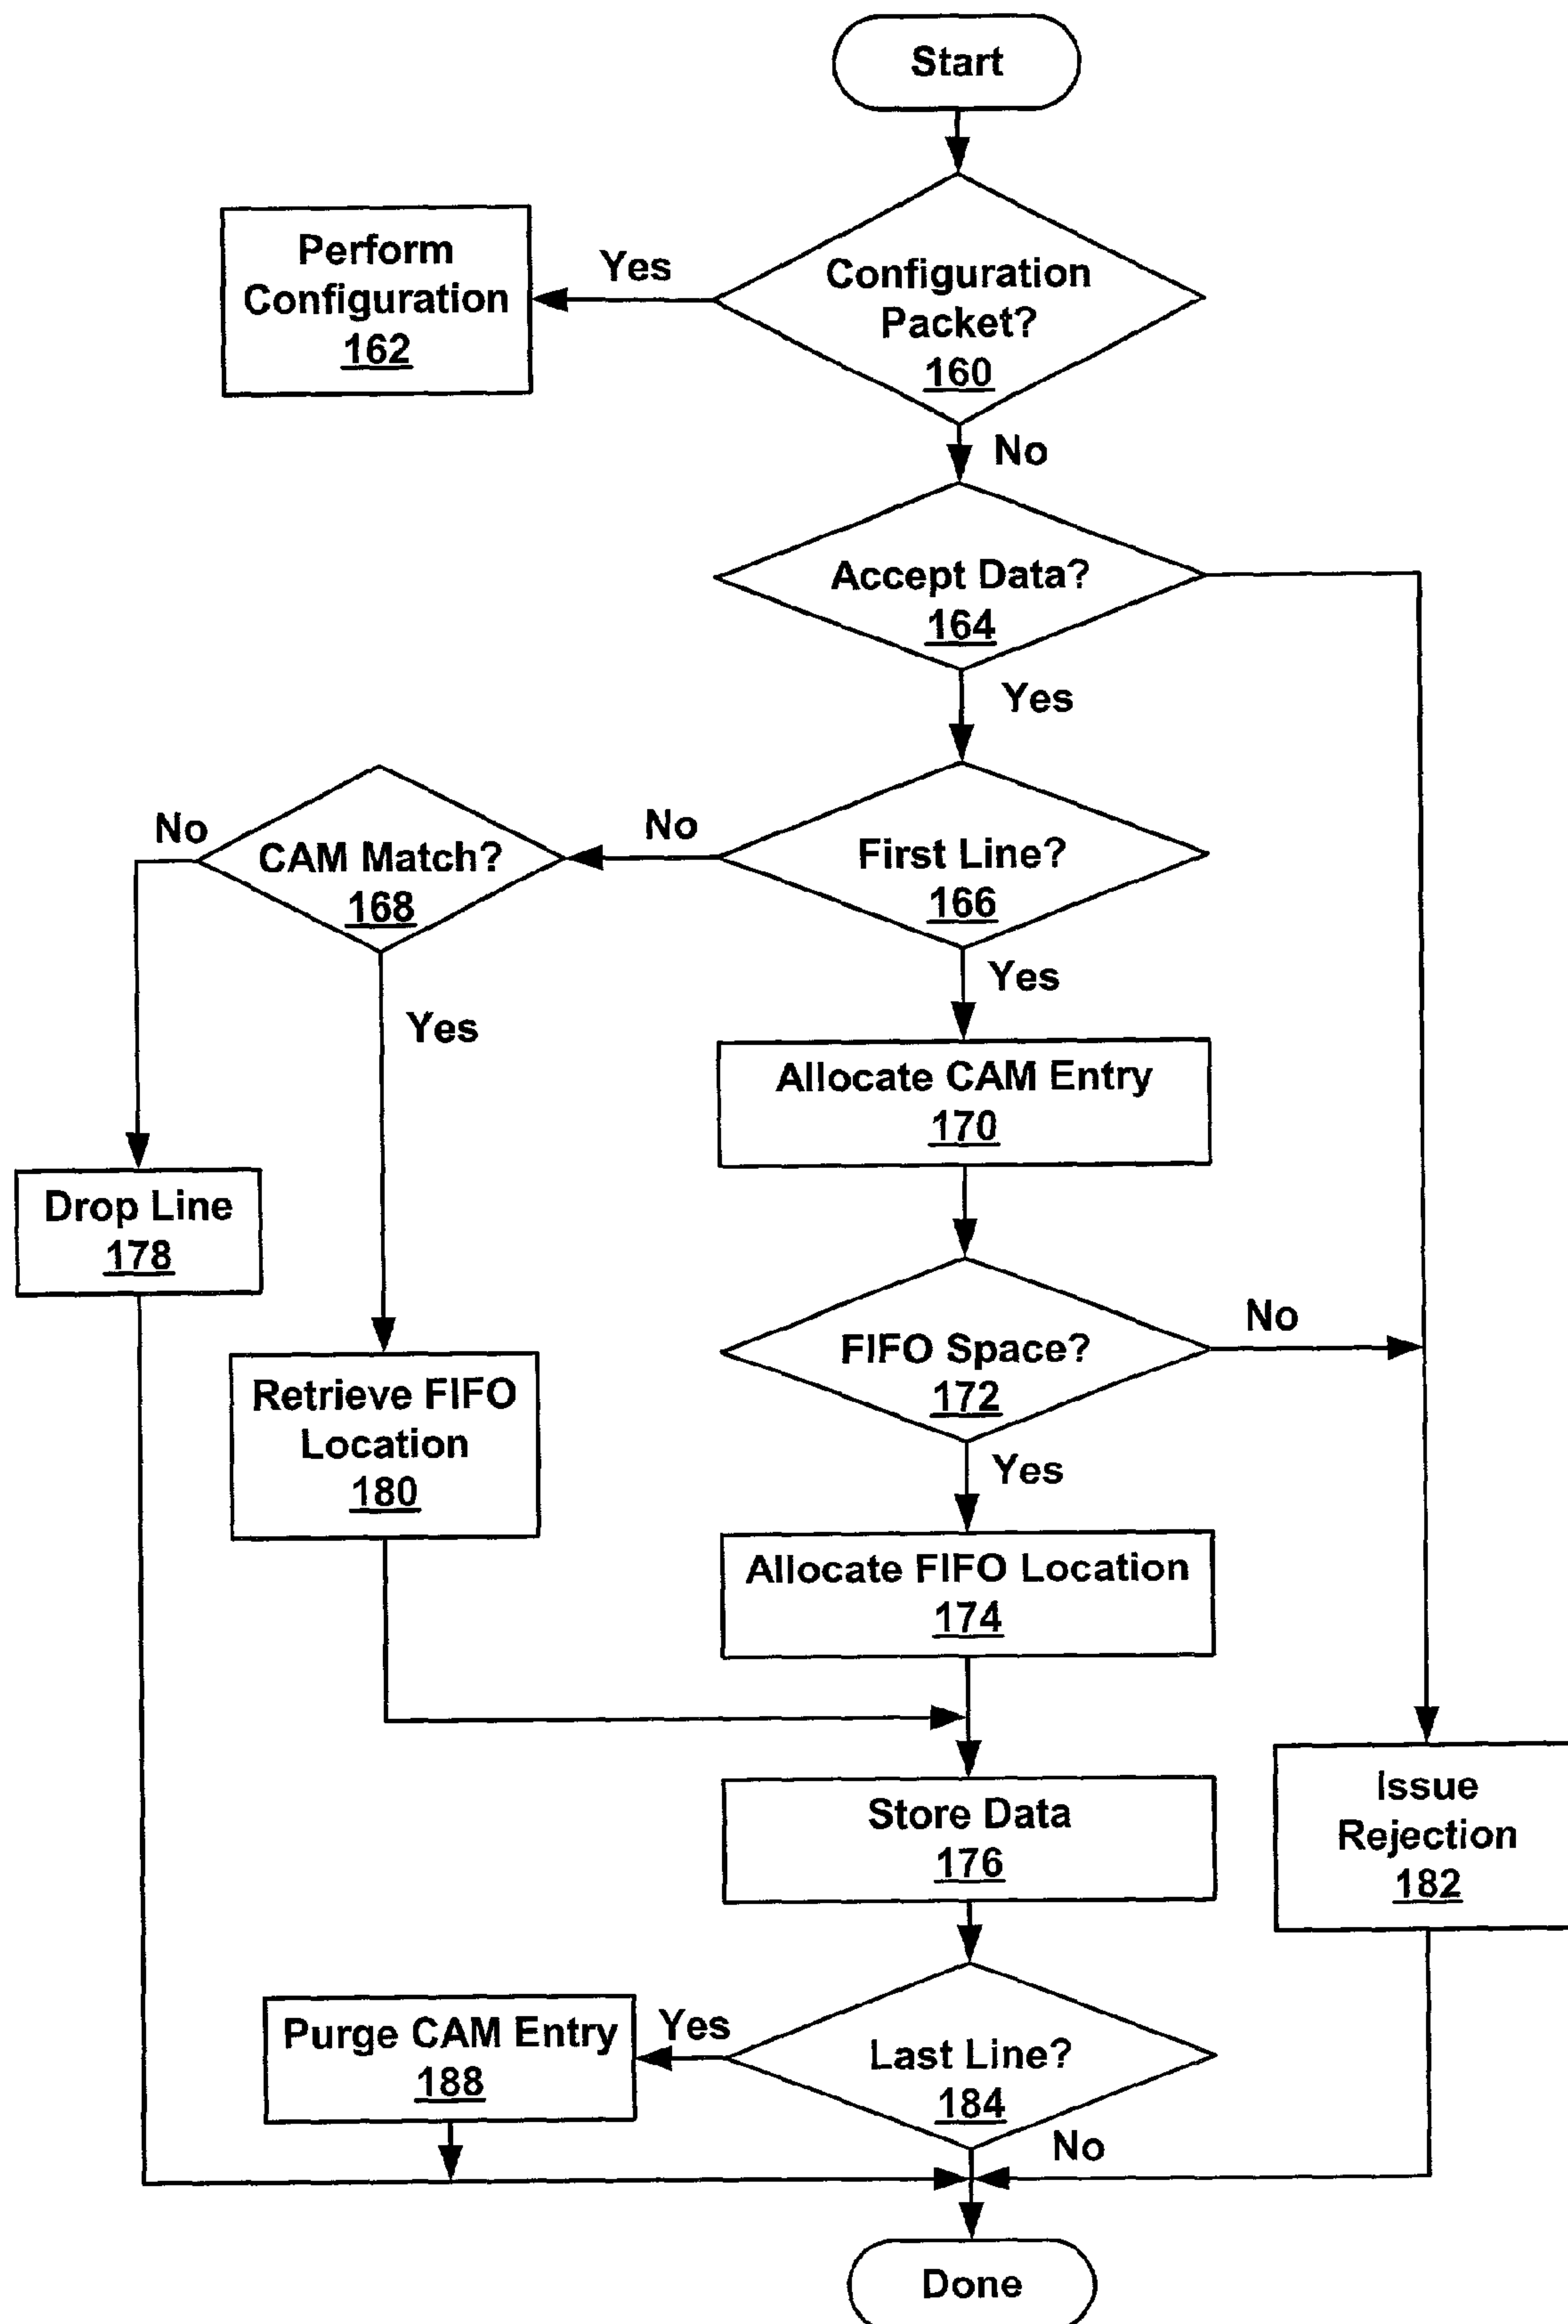 Start
Perform
Configuration
162
Yes
Configuration
Packet?
160
No
Accept Data?
164
Yes
No
CAM Match?
168
No
First Line?
166
Yes
Yes
Allocate CAM Entry
170
Drop Line
178
FIFO Space?
172
No
Retrieve FIFO
Location
180
Yes
Allocate FIFO Location
174
Store Data
176
Issue
Rejection
182
Purge CAM Entry
188
Yes
Last Line?
184
No
Done